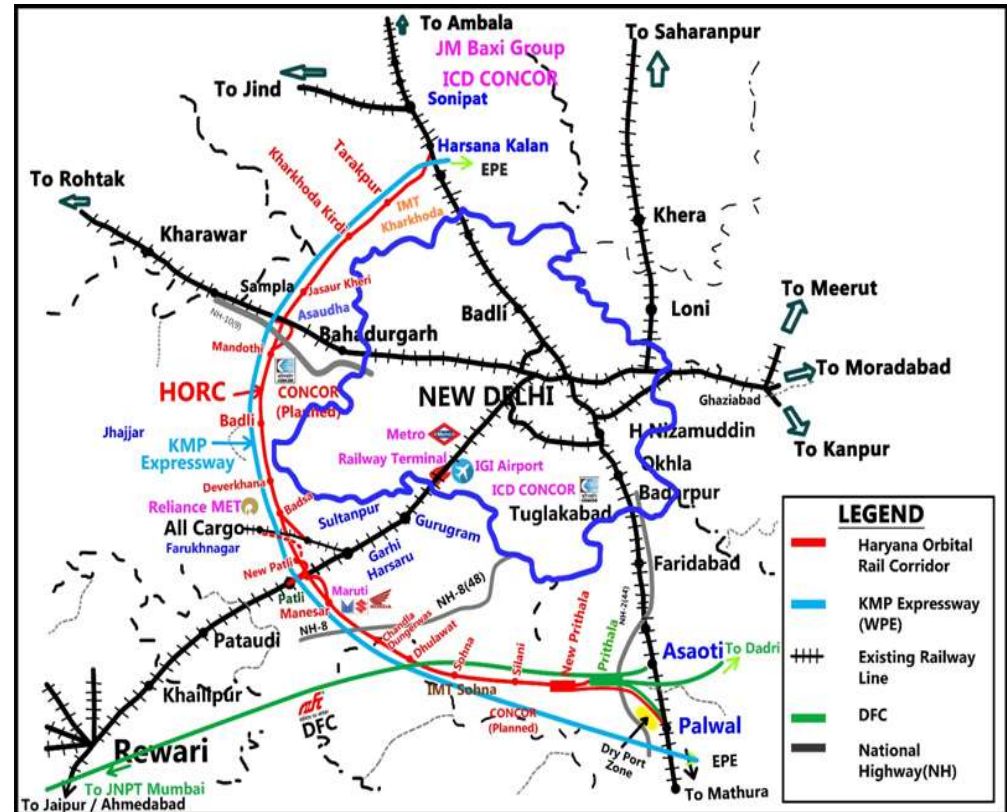 To Ambala
JM Baxi Group
ICD CONCOR
To Saharanpur
To Jind
Sonipat
Harsana Kalan
EPE
Tarakpur
Kharkhoda Kirdi
IMT
Kharkhoda
To Rohtak
Kharawar
Khera
Sampla
Jasaur Kheri
Asaudha
NH-10(9)
Bahadurgarh
Badli
Loni
To Meerut
Mandothi
To Moradabad
HORC
CONCOR
(Planned)
NEW DELHI
Ghaziabad
To Kanpur
Badli
Jhajjar
KMP
Expressway
Metro
H.Nizamuddin
Railway Terminal
IGI Airport
Okhla
Deverkhana
ICD CONCOR
Badarpur
Reliance MET
Badsa
Sultanpur
Tuglakabad
All Cargo
Gurugram
Farukhnagar
Garhi
Harsaru
Faridabad
New Patli
Patli
Maruti
Manesar
NH-8
NH-8(48)
NH-2(44)
Pataudi
Chandla
Dungerwas
Dhulawat
Sohna
Silani
New Prithala
Prithala
Asaoti
To Dadri
Khalilpur
IMT Sohna
DFC
CONCOR
(Planned)
Palwal
Rewari
Dry Port
Zone
EPE
To JNPT Mumbai
To Jaipur / Ahmedabad
To Mathura
LEGEND
Haryana Orbital
Rail Corridor
KMP Expressway
(WPE)
Existing Railway
Line
DFC
National
Highway(NH)